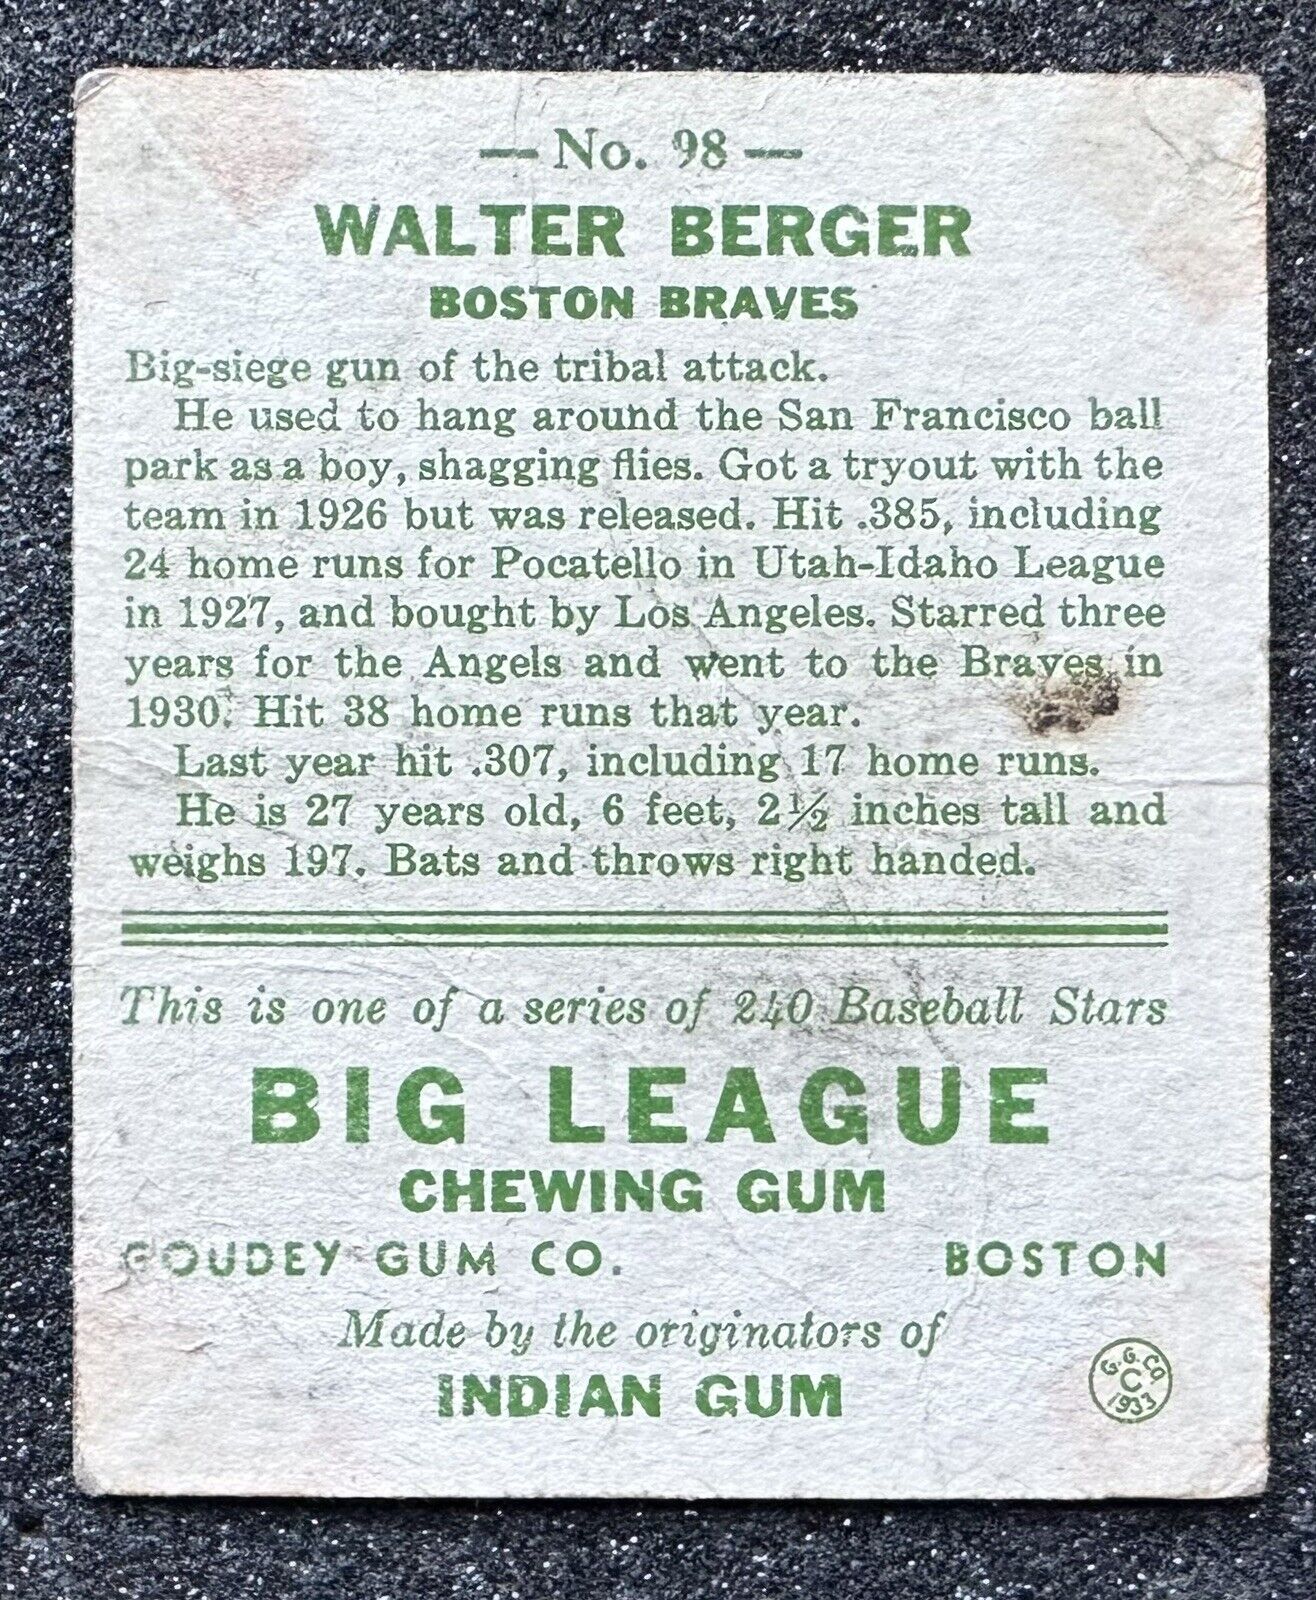 — No. 98 —
WALTER BERGER
BOSTON BRAVES
Big-siege gun of the tribal attack.
He used to hang around the San Francisco ball
park as a boy, shagging flies. Got a tryout with the
team in 1926 but was released. Hit .385, including
24 home runs for Pocatello in Utah-Idaho League
in 1927, and bought by Los Angeles. Starred three
years for the Angels and went to the Braves in
1930. Hit 38 home runs that year.
Last year hit .307, including 17 home runs.
He is 27 years old, 6 feet, 2½ inches tall and
weighs 197. Bats and throws right handed.
This is one of a series of 240 Baseball Stars
BIG LEAGUE
CHEWING GUM
GOUDEY GUM CO. BOSTON
Made by the originators of
INDIAN GUM
G.G.CO.
C
1933